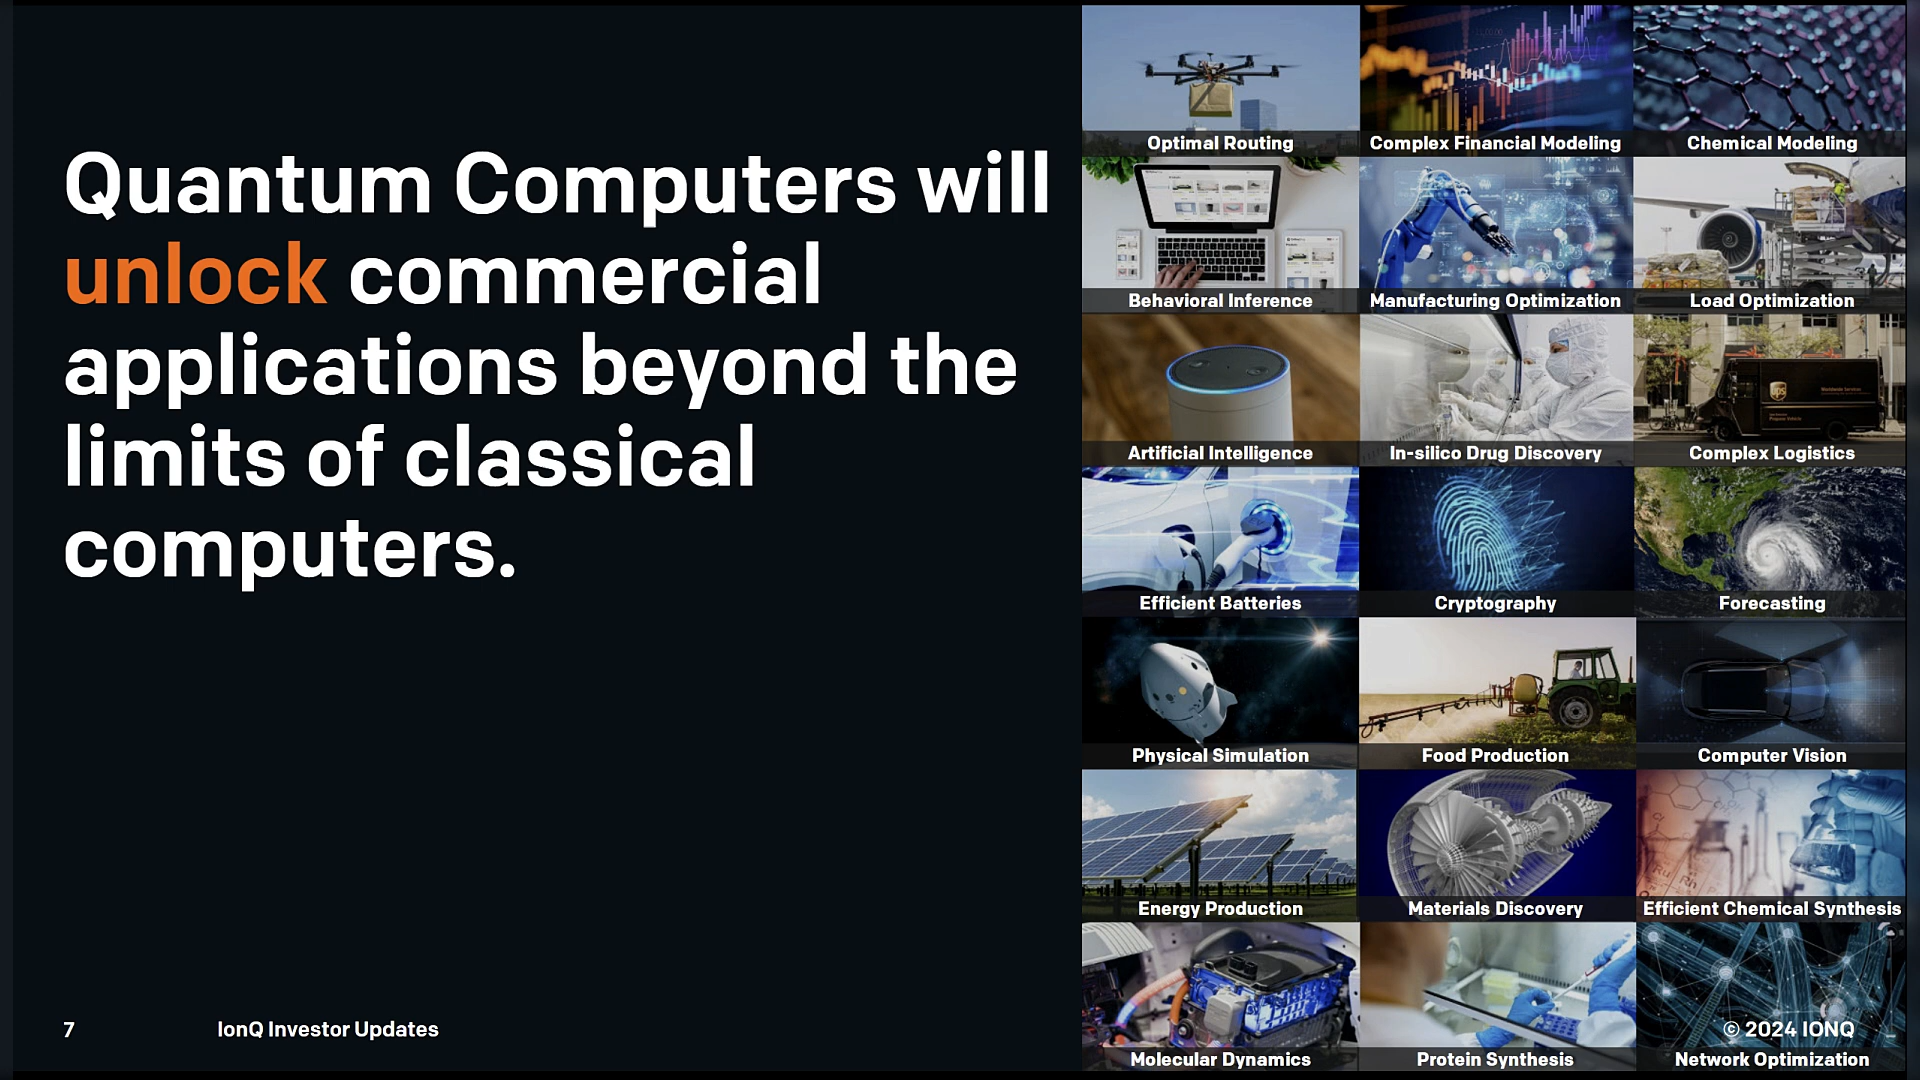 Quantum Computers will
unlock commercial
applications beyond the
limits of classical
computers.
Optimal Routing
Complex Financial Modeling
Chemical Modeling
Behavioral Inference
Manufacturing Optimization
Load Optimization
Artificial Intelligence
In-silico Drug Discovery
ups
Complex Logistics
Efficient Batteries
Cryptography
Forecasting
Physical Simulation
Food Production
Computer Vision
Energy Production
Materials Discovery
Ru
Rh
Efficient Chemical Synthesis
Molecular Dynamics
Protein Synthesis
Network Optimization
7
IonQ Investor Updates
© 2024 IONQ